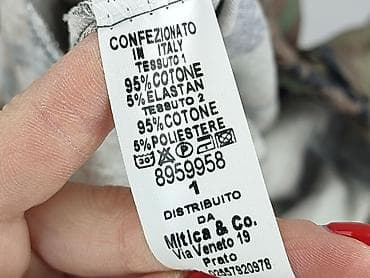 CONFEZIONATO
IN ITALY
TESSUTO 1
95% COTONE
5% ELASTAN
TESSUTO 2
95% COTONE
5% POLIESTERE
8959958
1
DISTRIBUITO
DA
Mitica & Co.
Via Veneto 19
Prato